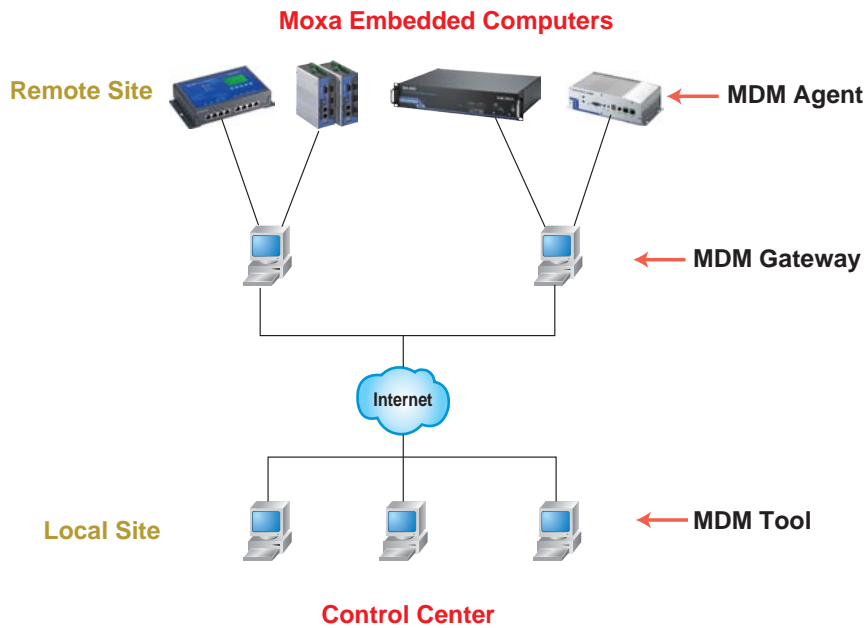 Moxa Embedded Computers
Remote Site
MDM Agent
MDM Gateway
Internet
Local Site
MDM Tool
Control Center